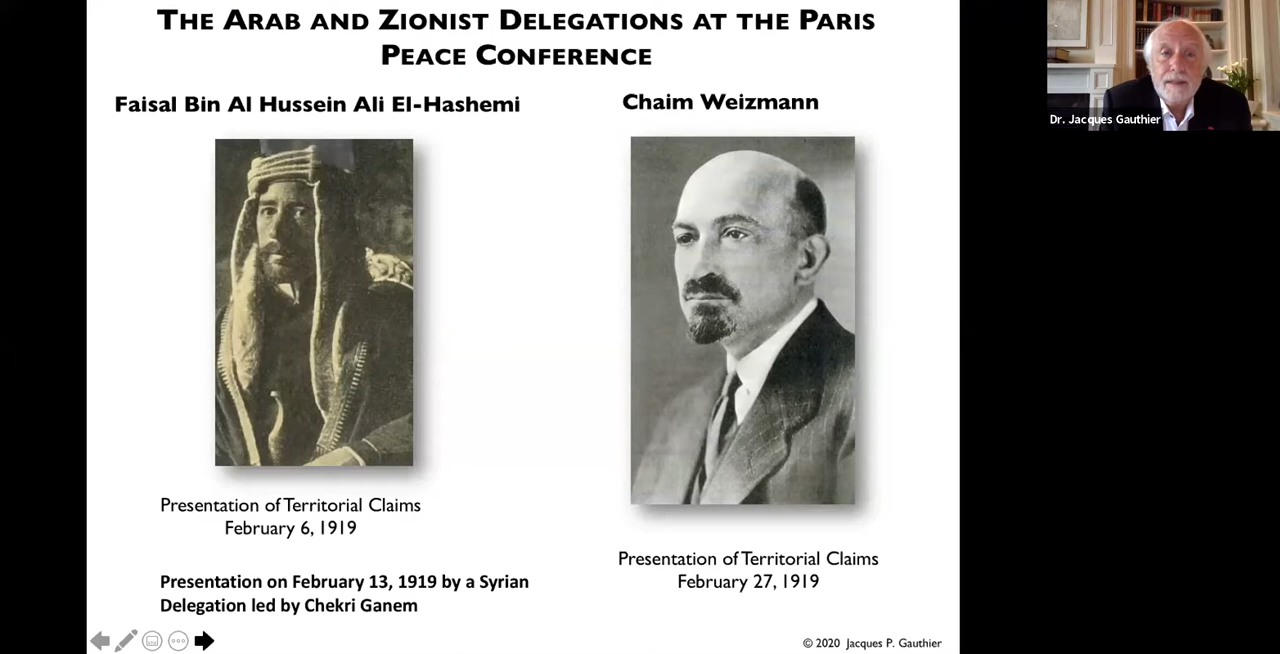 THE ARAB AND ZIONIST DELEGATIONS AT THE PARIS
PEACE CONFERENCE
Faisal Bin Al Hussein Ali El-Hashemi
Chaim Weizmann
Dr. Jacques Gauthier
Presentation of Territorial Claims
February 6, 1919
Presentation on February 13, 1919 by a Syrian
Delegation led by Chekri Ganem
Presentation of Territorial Claims
February 27, 1919
© 2020 Jacques P. Gauthier